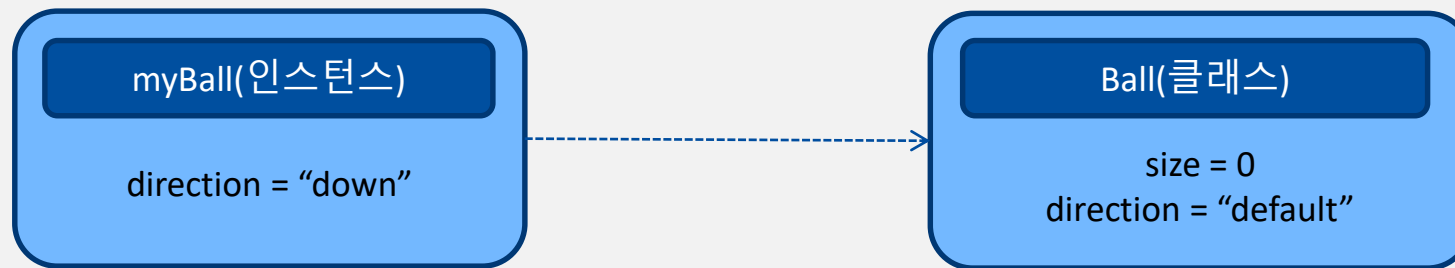 myBall(인스턴스)
direction = “down”
Ball(클래스)
size = 0
direction = “default”